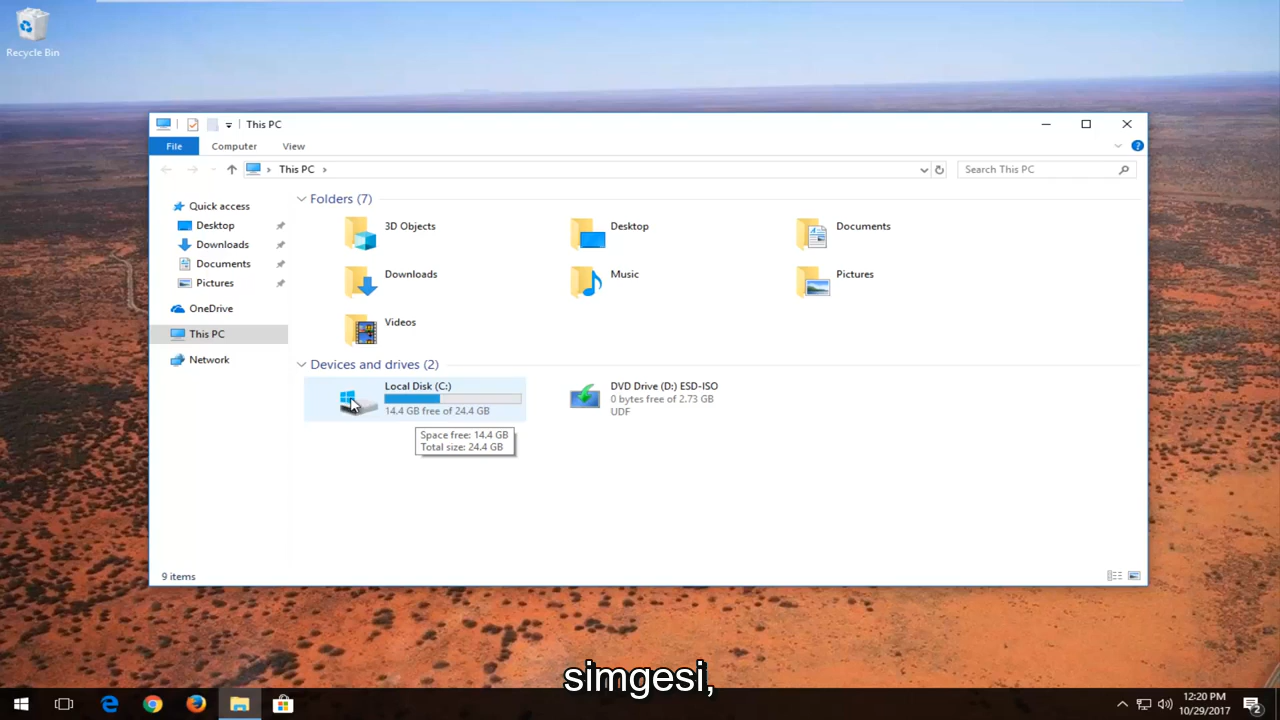 Recycle Bin
This PC
File
Computer
View
This PC
Search This PC
Quick access
Desktop
Downloads
Documents
Pictures
OneDrive
This PC
Network
Folders (7)
3D Objects
Desktop
Documents
Downloads
Music
Pictures
Videos
Devices and drives (2)
Local Disk (C:)
14.4 GB free of 24.4 GB
DVD Drive (D:) ESD-ISO
0 bytes free of 2.73 GB
UDF
Space free: 14.4 GB
Total size: 24.4 GB
9 items
simgesi,
12:20 PM
10/29/2017
2